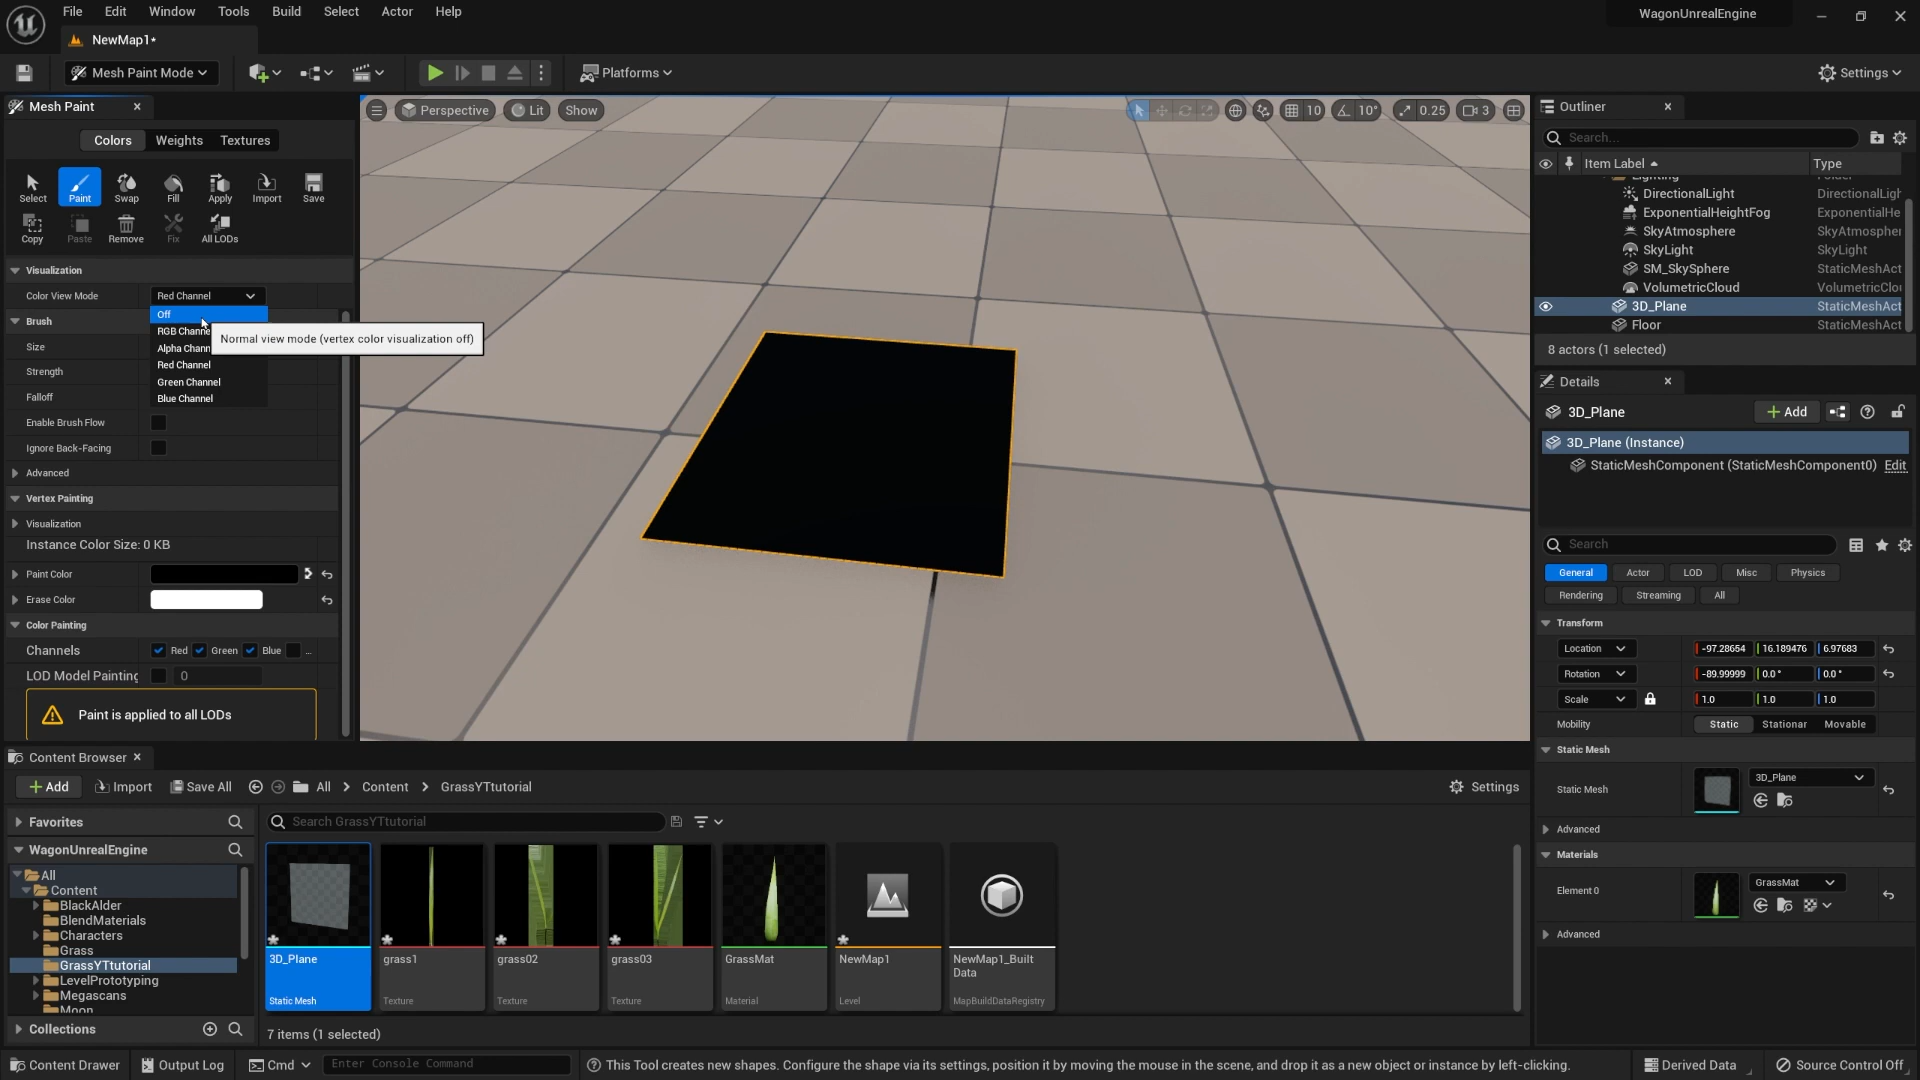 File Edit Window Tools Build Select Actor Help
WagonUnrealEngine
NewMap1*
Mesh Paint Mode
Platforms
Settings
Mesh Paint
Colors Weights Textures
Select Paint Swap Fill Apply Import Save
Copy Paste Remove Fix All LODs
Visualization
Color View Mode Red Channel
Off
RGB Channe
Alpha Chann
Red Channel
Green Channel
Blue Channel
Normal view mode (vertex color visualization off)
Brush
Size
Strength
Falloff
Enable Brush Flow
Ignore Back-Facing
Advanced
Vertex Painting
Visualization
Instance Color Size: 0 KB
Paint Color
Erase Color
Color Painting
Channels Red Green Blue ...
LOD Model Painting 0
Paint is applied to all LODs
Perspective Lit Show
10 10° 0.25 3
Outliner
Search...
Item Label Type
Lighting Folder
DirectionalLight DirectionalLigh
ExponentialHeightFog ExponentialHe
SkyAtmosphere SkyAtmospher
SkyLight SkyLight
SM_SkySphere StaticMeshAct
VolumetricCloud VolumetricClou
3D_Plane StaticMeshAct
Floor StaticMeshAct
8 actors (1 selected)
Details
3D_Plane
Add
3D_Plane (Instance)
StaticMeshComponent (StaticMeshComponent0) Edit
Search
General Actor LOD Misc Physics
Rendering Streaming All
Transform
Location -97.28654 16.189476 6.97683
Rotation -89.99999 0.0° 0.0°
Scale 1.0 1.0 1.0
Mobility Static Stationar Movable
Static Mesh
Static Mesh 3D_Plane
Advanced
Materials
Element 0 GrassMat
Advanced
Content Browser
Add Import Save All All Content GrassYTtutorial
Settings
Favorites
WagonUnrealEngine
All
Content
BlackAlder
BlendMaterials
Characters
Grass
GrassYTtutorial
LevelPrototyping
Megascans
Moon
Collections
Search GrassYTtutorial
3D_Plane
Static Mesh
grass1
Texture
grass02
Texture
grass03
Texture
GrassMat
Material
NewMap1
Level
NewMap1_Built
Data
MapBuildDataRegistry
7 items (1 selected)
Content Drawer Output Log Cmd Enter Console Command
This Tool creates new shapes. Configure the shape via its settings, position it by moving the mouse in the scene, and drop it as a new object or instance by left-clicking.
Derived Data Source Control Off